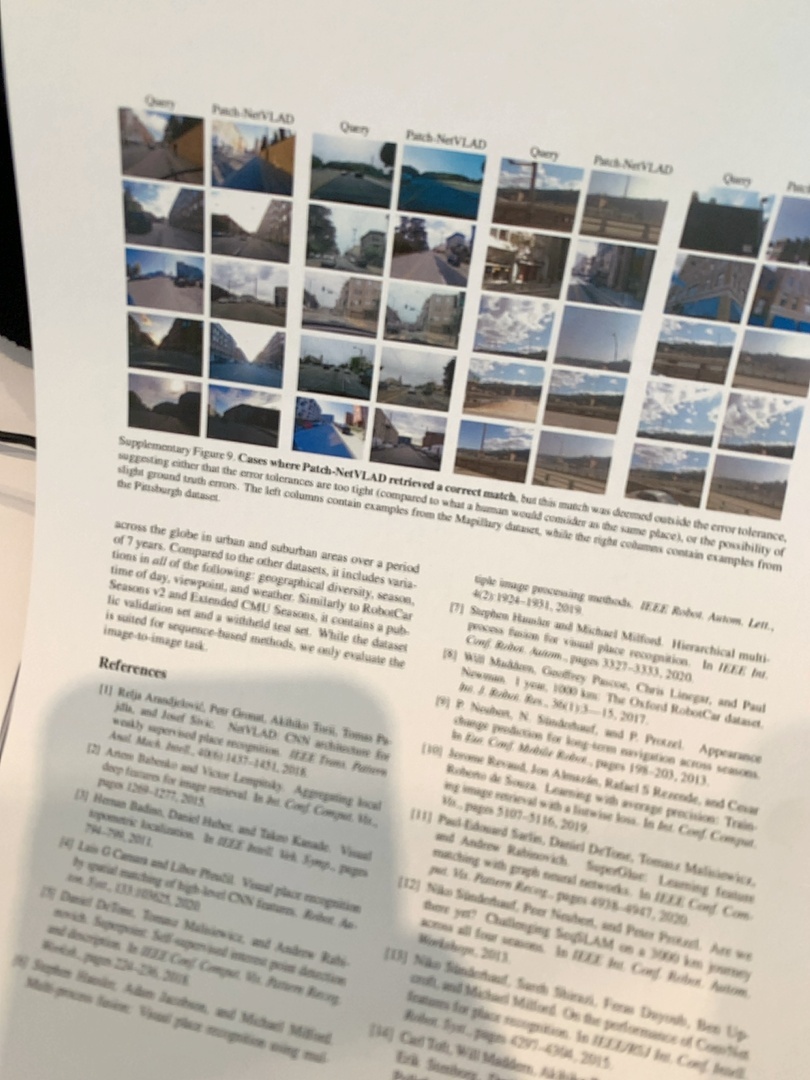 Query Patch-NetVLAD Query Patch-NetVLAD Query Patch-NetVLAD Query Patch
Supplementary Figure 9. Cases where Patch-NetVLAD retrieved a correct match, but this match was deemed outside the error tolerance,
suggesting either that the error tolerances are too tight (compared to what a human would consider as the same place), or the possibility of
slight ground truth errors. The left columns contain examples from the Mapillary dataset, while the right columns contain examples from
the Pittsburgh dataset.
across the globe in urban and suburban areas over a period
of 7 years. Compared to the other datasets, it includes varia-
tions in all of the following: geographical diversity, season,
time of day, viewpoint, and weather. Similarly to RobotCar
Seasons v2 and Extended CMU Seasons, it contains a pub-
lic validation set and a withheld test set. While the dataset
is suited for sequence-based methods, we only evaluate the
image-to-image task.
References
[1] Relja Arandjelović, Petr Gronat, Akihiko Torii, Tomas Pa-
jdla, and Josef Sivic. NetVLAD: CNN architecture for
weakly supervised place recognition. IEEE Trans. Pattern
Anal. Mach. Intell., 40(6):1437–1451, 2018.
[2] Artem Babenko and Victor Lempitsky. Aggregating local
deep features for image retrieval. In Int. Conf. Comput. Vis.,
pages 1269–1277, 2015.
[3] Hernan Badino, Daniel Huber, and Takeo Kanade. Visual
topometric localization. In IEEE Intell. Veh. Symp., pages
794–799, 2011.
[4] Luis G Camara and Libor Přeučil. Visual place recognition
by spatial matching of high-level CNN features. Robot. Au-
ton. Syst., 133:103625, 2020.
[5] Daniel DeTone, Tomasz Malisiewicz, and Andrew Rabi-
novich. Superpoint: Self-supervised interest point detection
and description. In IEEE Conf. Comput. Vis. Pattern Recog.
Worksh., pages 224–236, 2018.
[6] Stephen Hausler, Adam Jacobson, and Michael Milford.
Multi-process fusion: Visual place recognition using mul-
tiple image processing methods. IEEE Robot. Autom. Lett.,
4(2):1924–1931, 2019.
[7] Stephen Hausler and Michael Milford. Hierarchical multi-
process fusion for visual place recognition. In IEEE Int.
Conf. Robot. Autom., pages 3327–3333, 2020.
[8] Will Maddern, Geoffrey Pascoe, Chris Linegar, and Paul
Newman. 1 year, 1000 km: The Oxford RobotCar dataset.
Int. J. Robot. Res., 36(1):3–15, 2017.
[9] P. Neubert, N. Sünderhauf, and P. Protzel. Appearance
change prediction for long-term navigation across seasons.
In Eur. Conf. Mobile Robot., pages 198–203, 2013.
[10] Jerome Revaud, Jon Almazán, Rafael S Rezende, and Cesar
Roberto de Souza. Learning with average precision: Train-
ing image retrieval with a listwise loss. In Int. Conf. Comput.
Vis., pages 5107–5116, 2019.
[11] Paul-Edouard Sarlin, Daniel DeTone, Tomasz Malisiewicz,
and Andrew Rabinovich. SuperGlue: Learning feature
matching with graph neural networks. In IEEE Conf. Com-
put. Vis. Pattern Recog., pages 4938–4947, 2020.
[12] Niko Sünderhauf, Peer Neubert, and Peter Protzel. Are we
there yet? Challenging SeqSLAM on a 3000 km journey
across all four seasons. In IEEE Int. Conf. Robot. Autom.
Workshops, 2013.
[13] Niko Sünderhauf, Sareh Shirazi, Feras Dayoub, Ben Up-
croft, and Michael Milford. On the performance of ConvNet
features for place recognition. In IEEE/RSJ Int. Conf. Intell.
Robot. Syst., pages 4297–4304, 2015.
[14] Carl Toft, Will Maddern, Akihiko
Erik Stenborg,